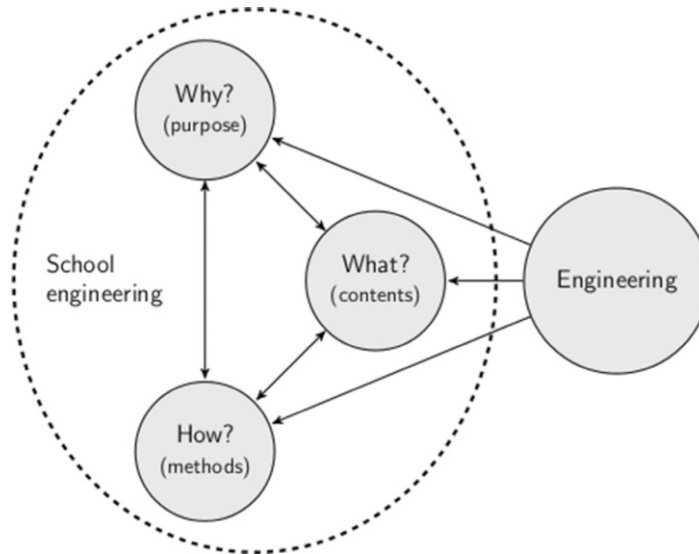 Why?
(purpose)
School
engineering
What?
(contents)
Engineering
How?
(methods)